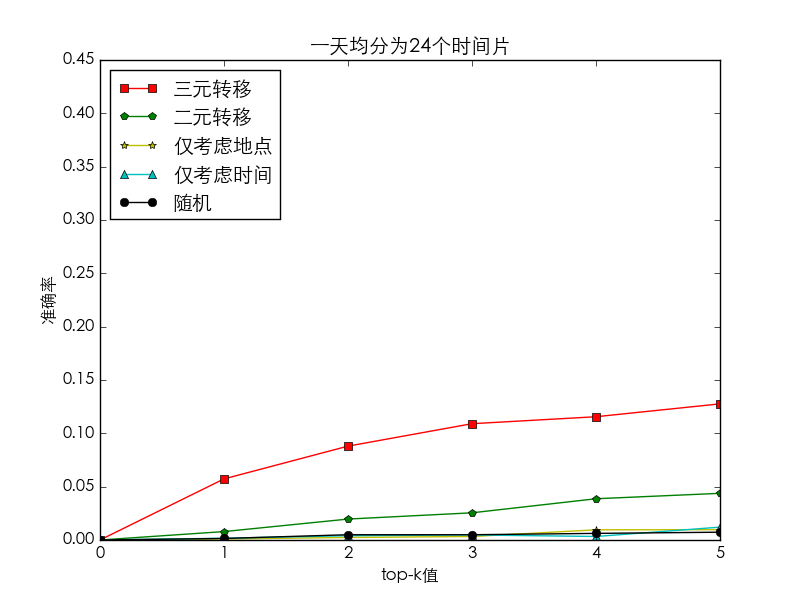 一天均分为24个时间片
0.45
0.40
0.35
0.30
0.25
0.20
0.15
0.10
0.05
0.00
三元转移
二元转移
仅考虑地点
仅考虑时间
随机
准确率
0 1 2 3 4 5
top-k值